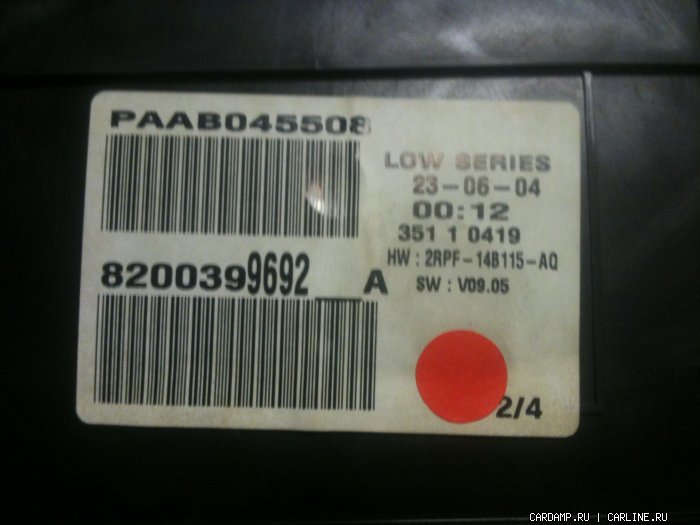 PAAB045508
LOW SERIES
23-06-04
00:12
351 1 0419
HW : 2RPF-14B115-AQ
SW : V09.05
8200399692__A
2/4
CARDAMP.RU | CARLINE.RU